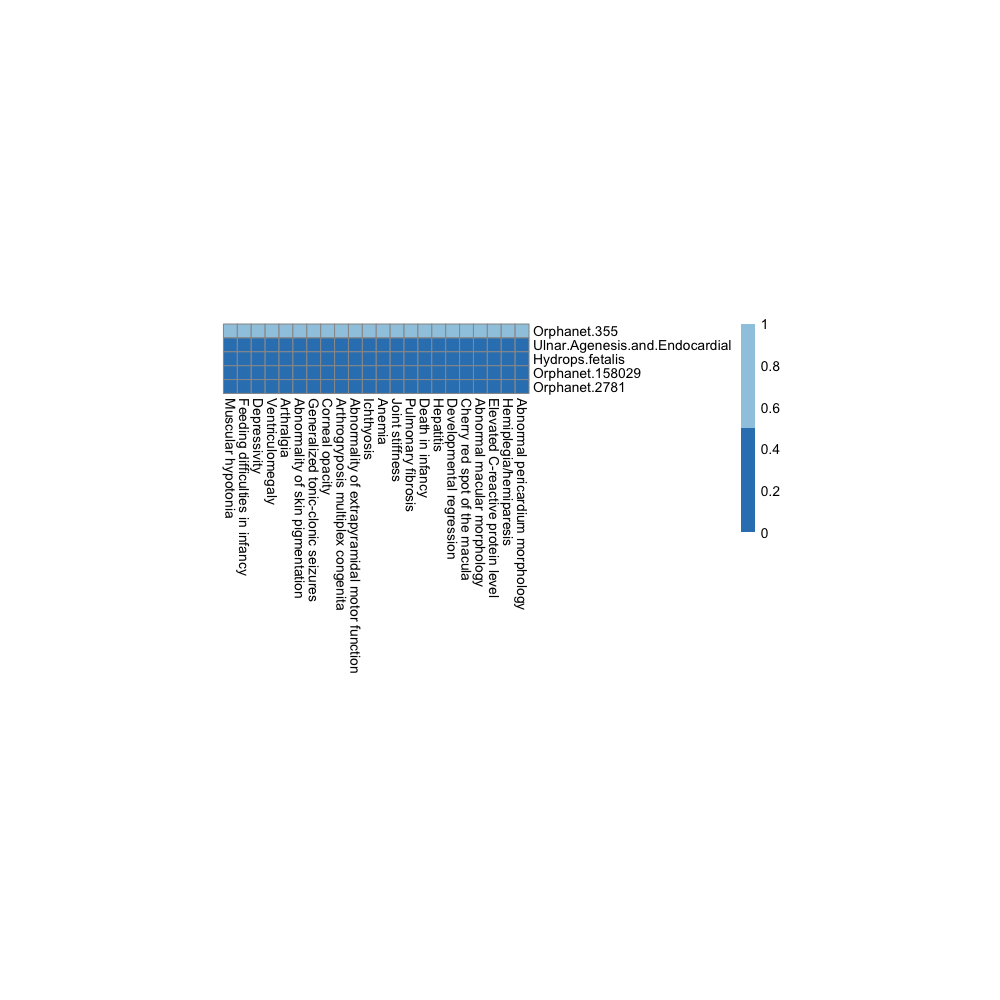 Orphanet.355
Ulnar.Agenesis.and.Endocardial
Hydrops.fetalis
Orphanet.158029
Orphanet.2781
1
0.8
0.6
0.4
0.2
0
Muscular hypotonia
Feeding difficulties in infancy
Depressivity
Ventriculomegaly
Arthralgia
Abnormality of skin pigmentation
Generalized tonic-clonic seizures
Corneal opacity
Arthrogryposis multiplex congenita
Abnormality of extrapyramidal motor function
Ichthyosis
Anemia
Joint stiffness
Pulmonary fibrosis
Death in infancy
Hepatitis
Developmental regression
Cherry red spot of the macula
Abnormal macular morphology
Elevated C-reactive protein level
Hemiplegia/hemiparesis
Abnormal pericardium morphology